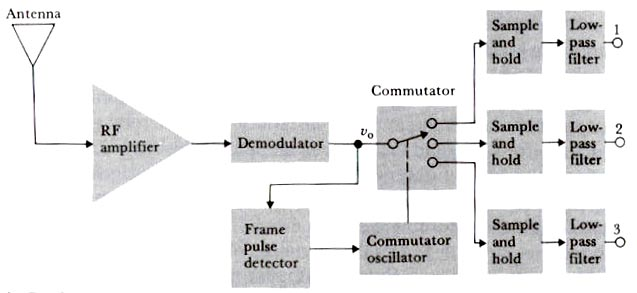 Antenna
RF
amplifier
Demodulator
v₀
Commutator
Frame
pulse
detector
Commutator
oscillator
Sample
and
hold
Low-
pass
filter
1
Sample
and
hold
Low-
pass
filter
2
Sample
and
hold
Low-
pass
filter
3